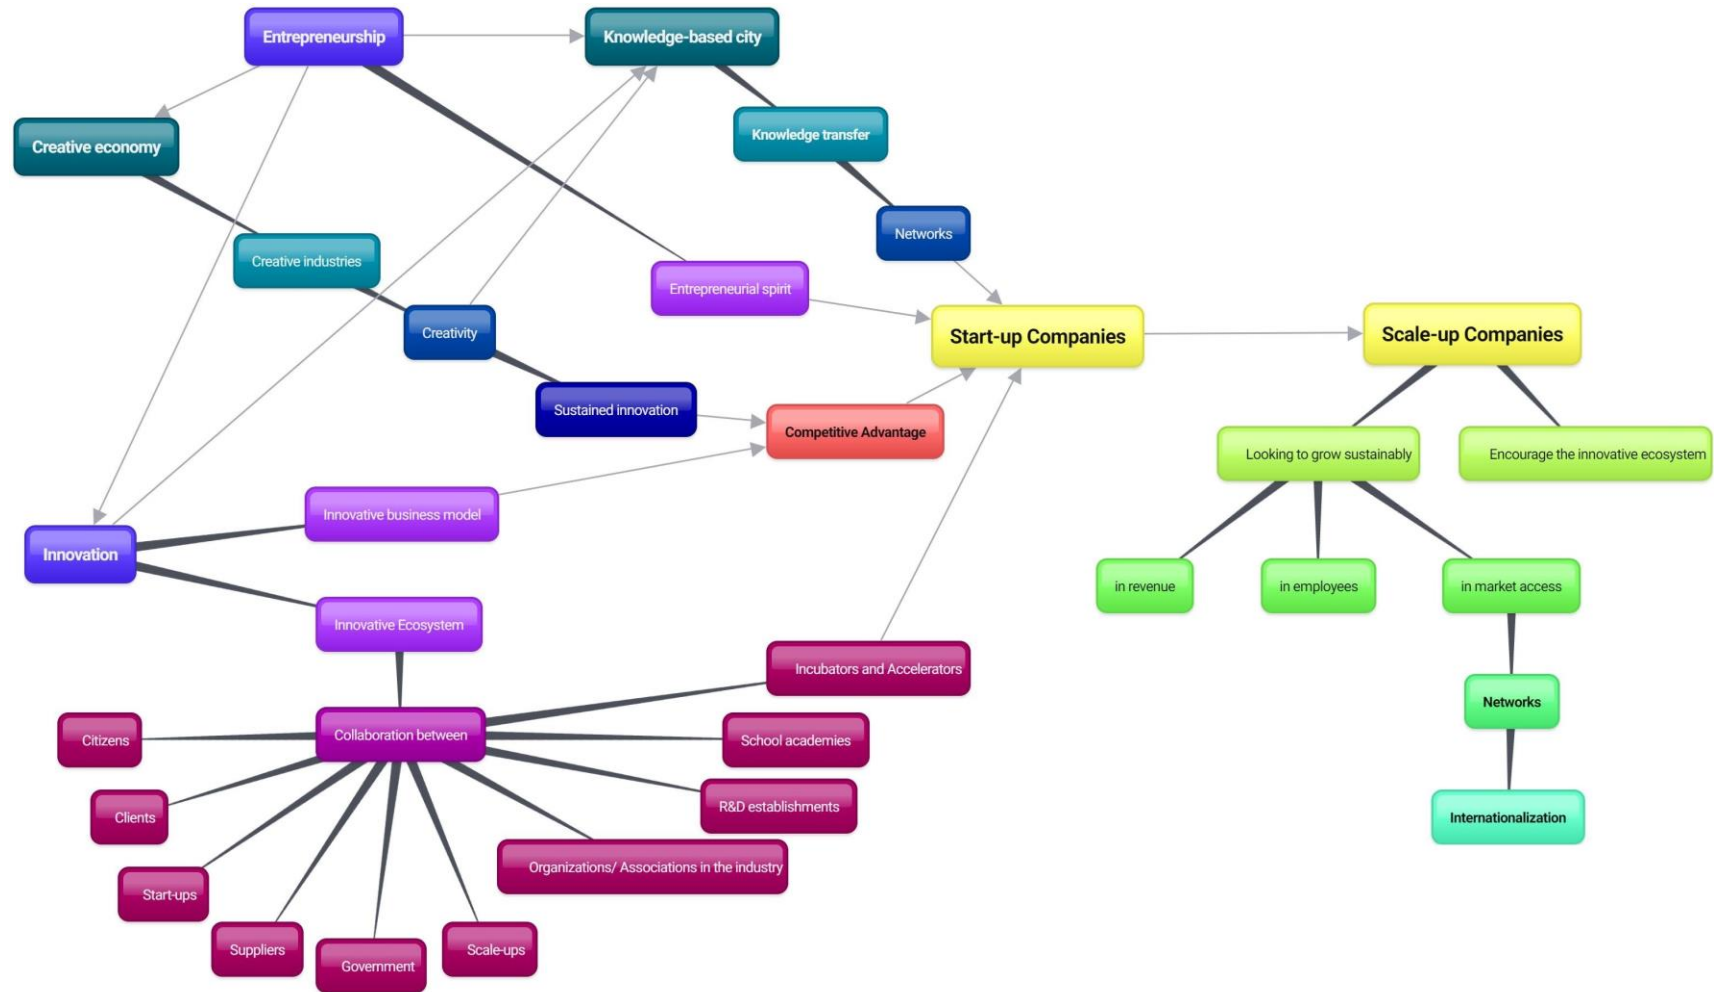 Entrepreneurship
Knowledge-based city
Creative economy
Knowledge transfer
Networks
Creative industries
Entrepreneurial spirit
Creativity
Start-up Companies
Scale-up Companies
Sustained innovation
Competitive Advantage
Looking to grow sustainably
Encourage the innovative ecosystem
Innovative business model
Innovation
in revenue
in employees
in market access
Innovative Ecosystem
Incubators and Accelerators
Networks
Collaboration between
Citizens
School academies
Clients
R&D establishments
Internationalization
Organizations/ Associations in the industry
Start-ups
Suppliers
Government
Scale-ups